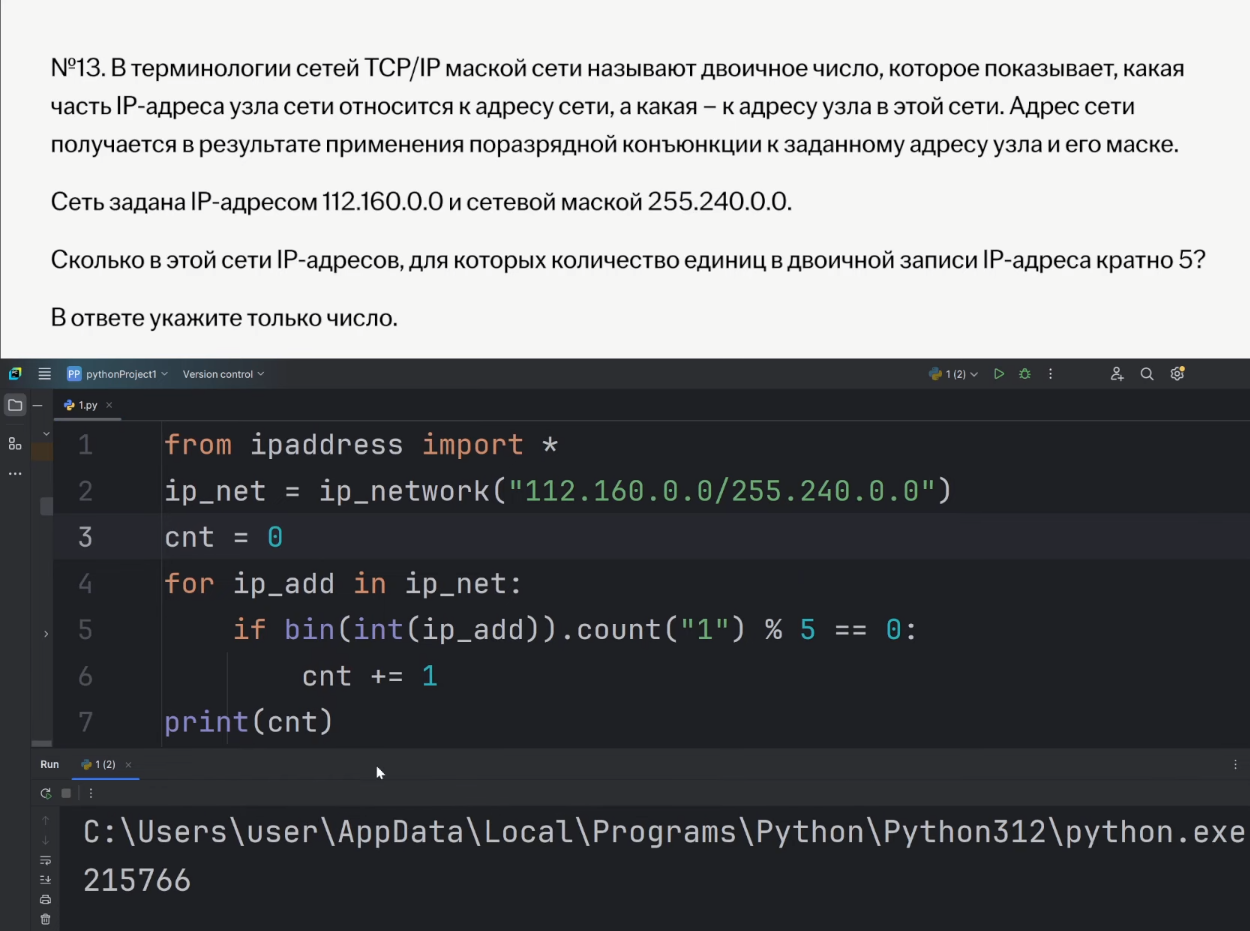 №13. В терминологии сетей TCP/IP маской сети называют двоичное число, которое показывает, какая
часть IP-адреса узла сети относится к адресу сети, а какая – к адресу узла в этой сети. Адрес сети
получается в результате применения поразрядной конъюнкции к заданному адресу узла и его маске.
Сеть задана IP-адресом 112.160.0.0 и сетевой маской 255.240.0.0.
Сколько в этой сети IP-адресов, для которых количество единиц в двоичной записи IP-адреса кратно 5?
В ответе укажите только число.
PP pythonProject1 Version control 1 (2)
1.py
1 from ipaddress import *
2 ip_net = ip_network("112.160.0.0/255.240.0.0")
3 cnt = 0
4 for ip_add in ip_net:
5 if bin(int(ip_add)).count("1") % 5 == 0:
6 cnt += 1
7 print(cnt)
Run 1 (2)
C:\Users\user\AppData\Local\Programs\Python\Python312\python.exe
215766